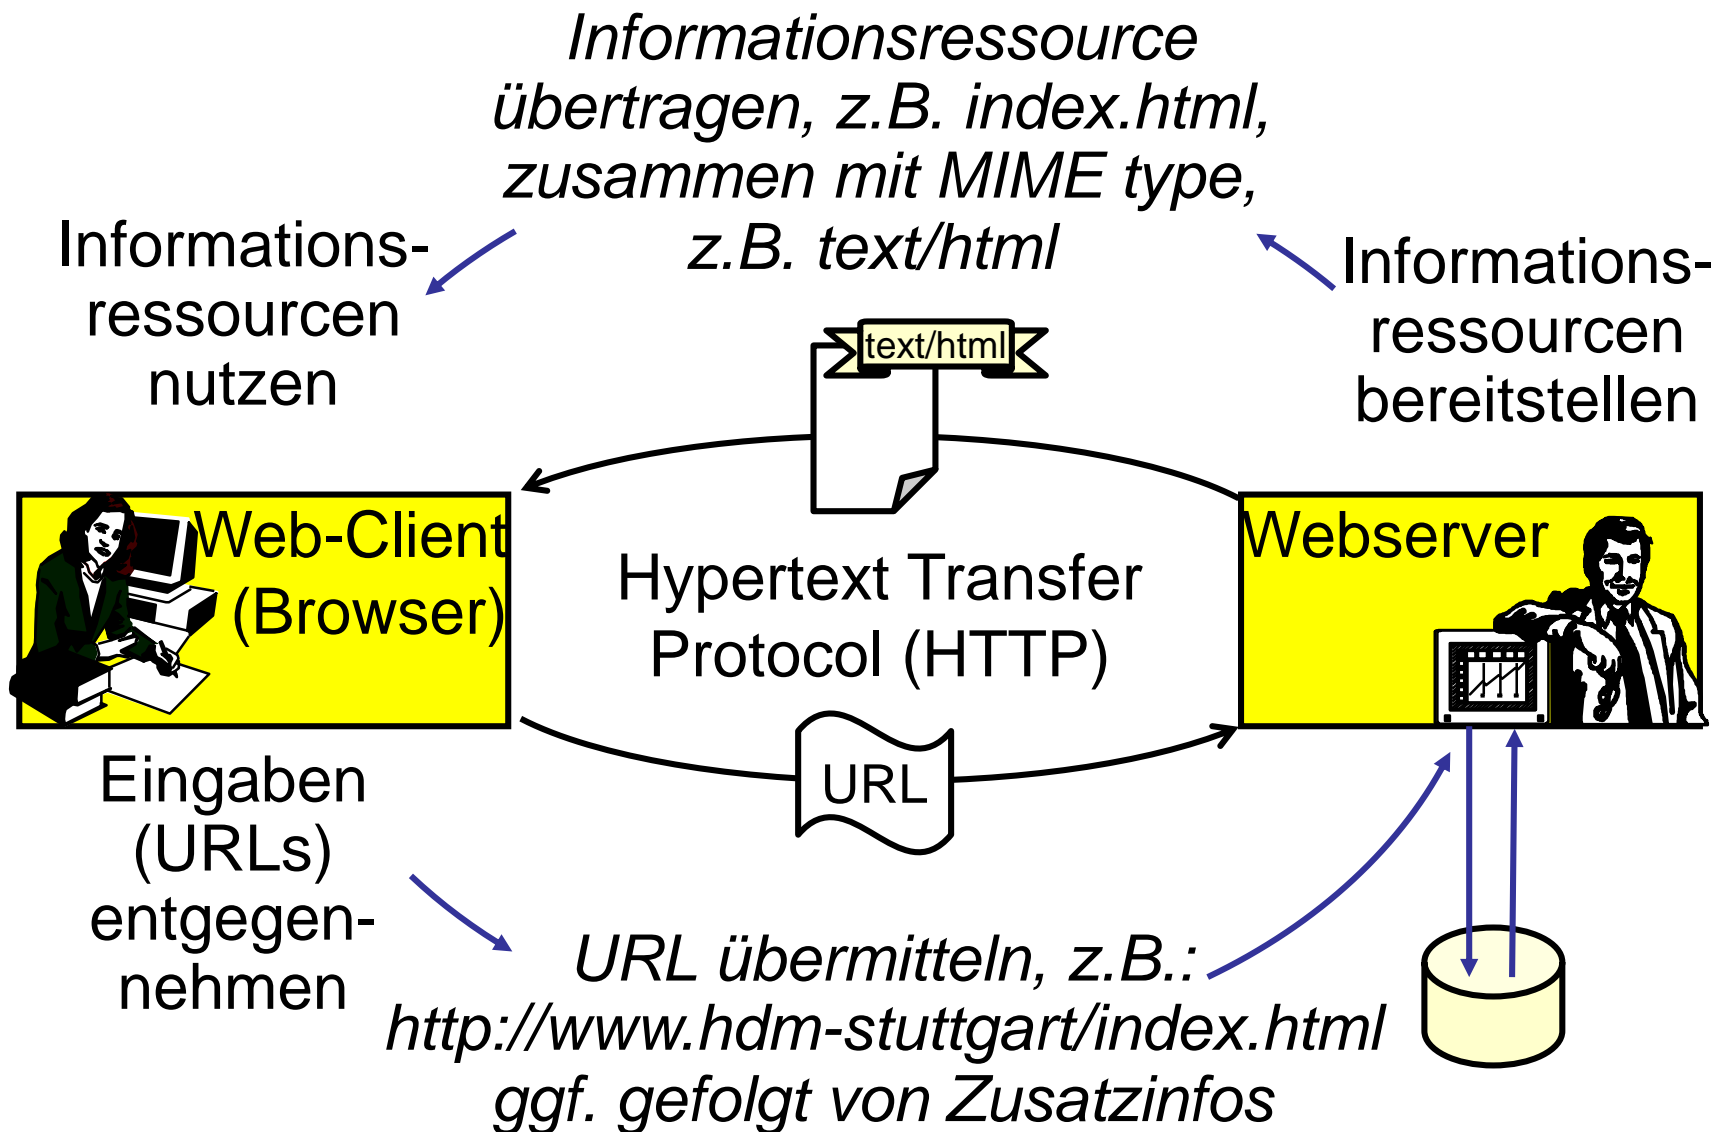 Informationsressource
übertragen, z.B. index.html,
zusammen mit MIME type,
z.B. text/html
Informations-
ressourcen
nutzen
Informations-
ressourcen
bereitstellen
text/html
Web-Client
(Browser)
Hypertext Transfer
Protocol (HTTP)
Webserver
URL
Eingaben
(URLs)
entgegen-
nehmen
URL übermitteln, z.B.:
http://www.hdm-stuttgart/index.html
ggf. gefolgt von Zusatzinfos